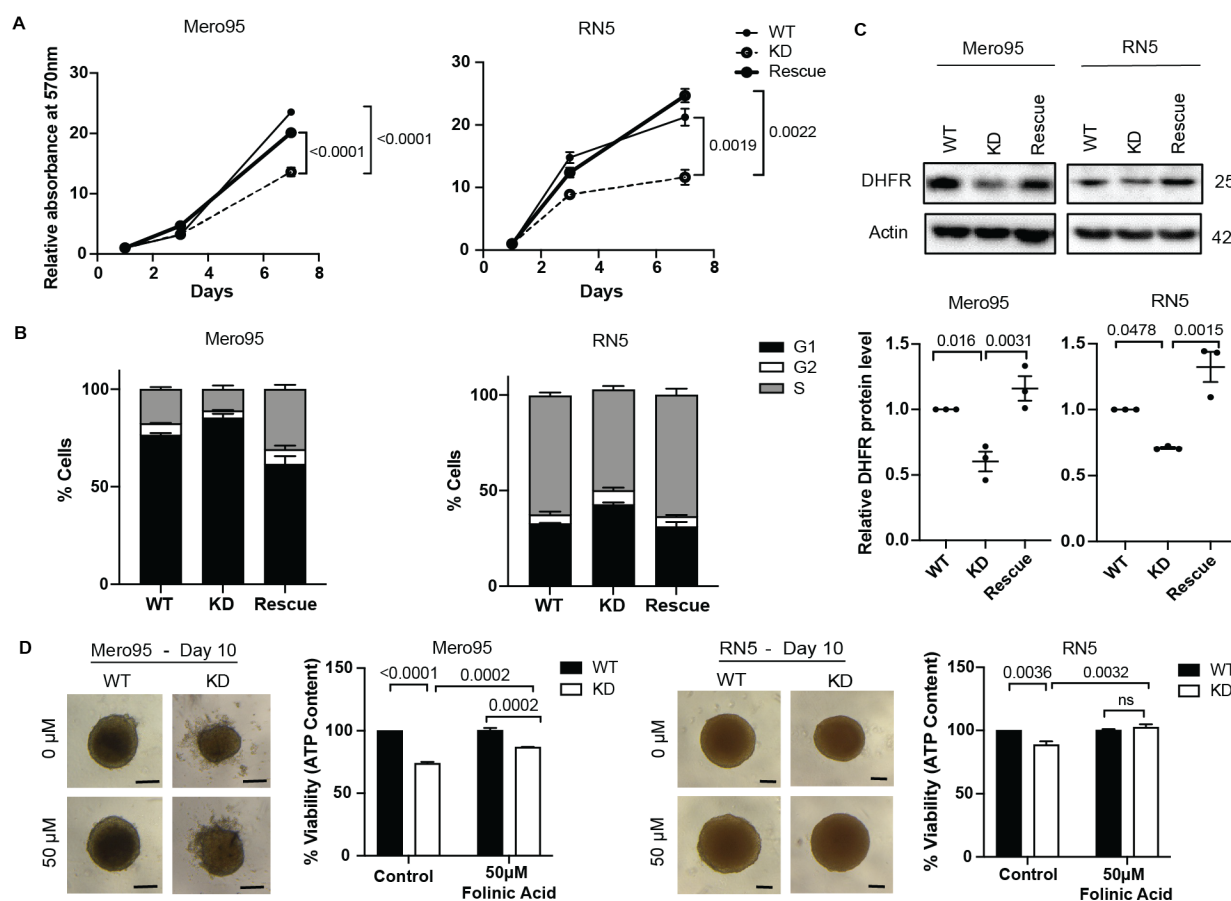 A
Mero95
RN5
WT
KD
Rescue
Relative absorbance at 570nm
30
20
10
0
0 2 4 6 8
Days
<0.0001
<0.0001
30
20
10
0
0 2 4 6 8
Days
0.0019
0.0022
B
Mero95
% Cells
100
50
0
WT KD Rescue
RN5
% Cells
100
50
0
WT KD Rescue
G1
G2
S
C
Mero95 RN5
WT KD Rescue WT KD Rescue
DHFR 25
Actin 42
Mero95
Relative DHFR protein level
1.5
1.0
0.5
0.0
0.016 0.0031
WT KD Rescue
RN5
1.5
1.0
0.5
0.0
0.0478 0.0015
WT KD Rescue
D
Mero95 - Day 10
WT KD
0 µM
50 µM
Mero95
% Viability (ATP Content)
150
100
50
0
<0.0001 0.0002
0.0002
Control 50µM
Folinic Acid
WT
KD
RN5 - Day 10
WT KD
0 µM
50 µM
RN5
% Viability (ATP Content)
150
100
50
0
0.0036 0.0032
ns
Control 50µM
Folinic Acid
WT
KD